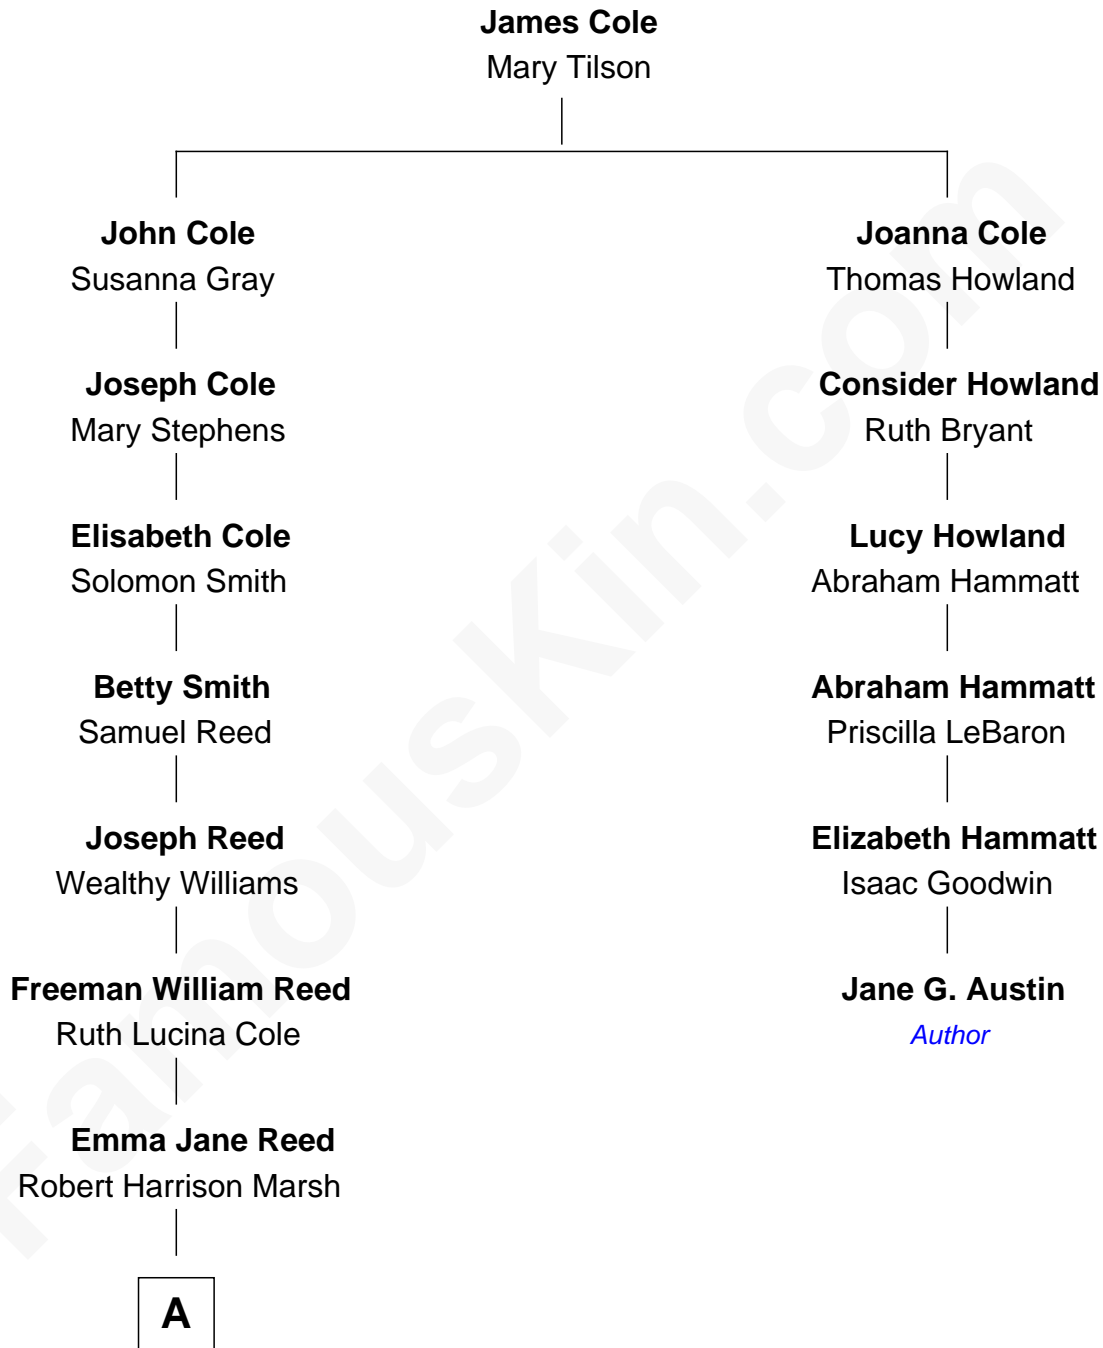 James Cole
Mary Tilson
John Cole
Susanna Gray
Joseph Cole
Mary Stephens
Elisabeth Cole
Solomon Smith
Betty Smith
Samuel Reed
Joseph Reed
Wealthy Williams
Freeman William Reed
Ruth Lucina Cole
Emma Jane Reed
Robert Harrison Marsh
A
Joanna Cole
Thomas Howland
Consider Howland
Ruth Bryant
Lucy Howland
Abraham Hammatt
Abraham Hammatt
Priscilla LeBaron
Elizabeth Hammatt
Isaac Goodwin
Jane G. Austin
Author
FamousKin.com